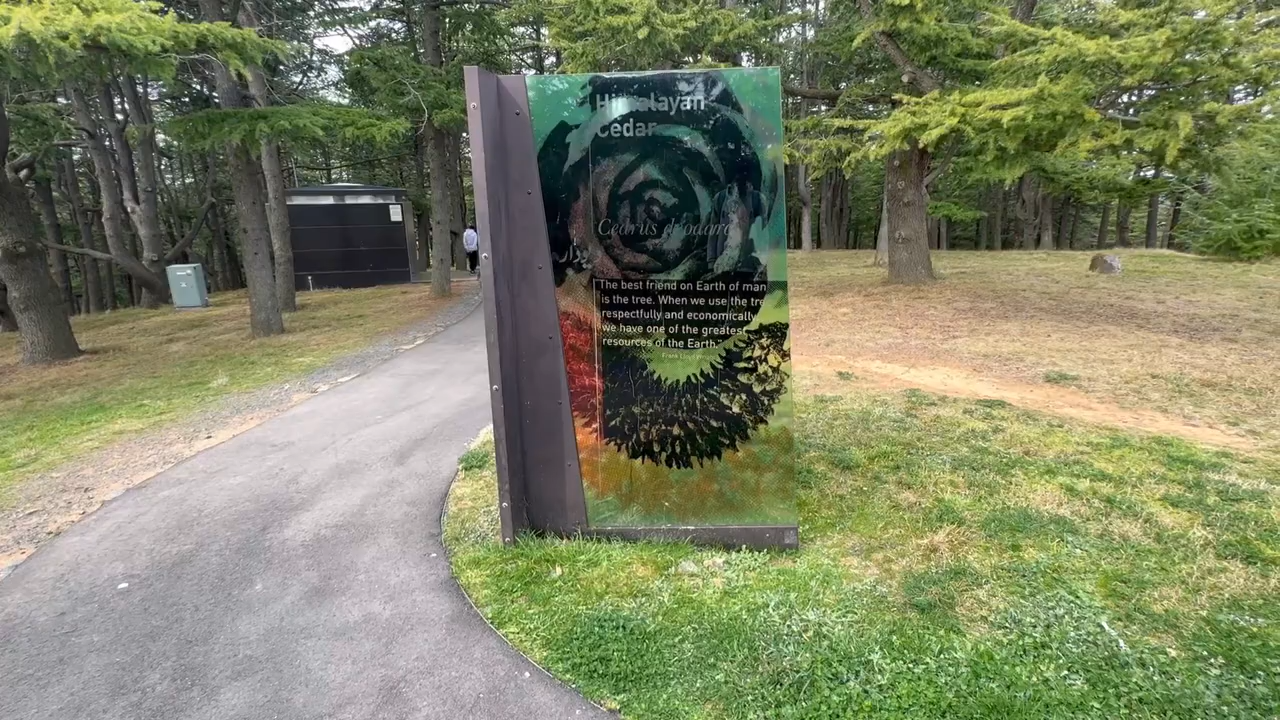 Himalayan
Cedar
Cedrus deodara
"The best friend on Earth of man
is the tree. When we use the tree
respectfully and economically
we have one of the greatest
resources of the Earth."
Frank Lloyd